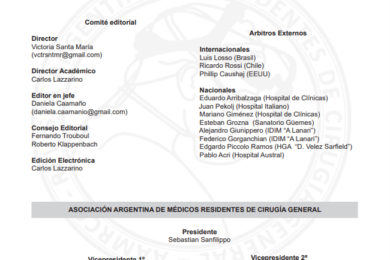 Comité editorial
Director
Victoria Santa María
(vctrsntmr@gmail.com)
Director Académico
Carlos Lazzarino
Editor en jefe
Daniela Caamaño
(daniela.caamanio@gmail.com)
Consejo Editorial
Fernando Trouboul
Roberto Klappenbach
Edición Electrónica
Carlos Lazzarino
Arbitros Externos
Internacionales
Luis Losso (Brasil)
Ricardo Rossi (Chile)
Phillip Caushaj (EEUU)
Nacionales
Eduardo Arribalzaga (Hospital de Clínicas)
Juan Pekolj (Hospital Italiano)
Mariano Giménez (Hospital de Clínicas)
Esteban Grozna (Sanatorio Güemes)
Alejandro Giunippero (IDIM “A Lanari”)
Federico Gorganchian (IDIM “A Lanari”)
Edgardo Piccolo Ramos (HGA “D. Velez Sarfield”)
Pablo Acri (Hospital Austral)
ASOCIACIÓN ARGENTINA DE MÉDICOS RESIDENTES DE CIRUGÍA GENERAL
Presidente
Sebastian Sanfilippo
Vicepresidente 1º
Vicepresidente 2º